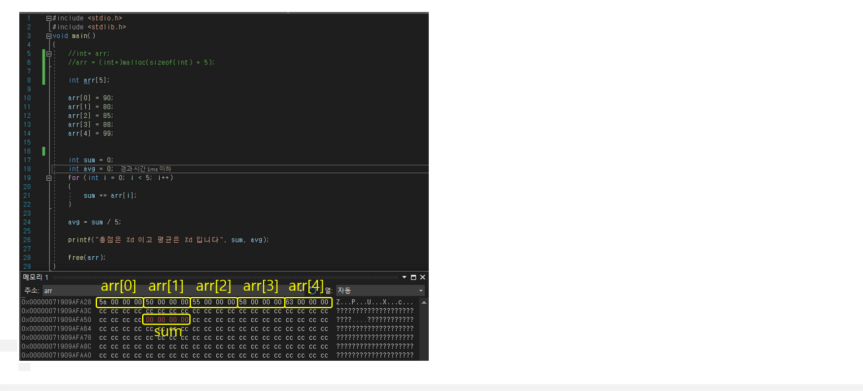 1 #include <stdio.h>
2 #include <stdlib.h>
3 void main()
4 {
5 //int* arr;
6 //arr = (int*)malloc(sizeof(int) * 5);
7
8 int arr[5];
9
10 arr[0] = 90;
11 arr[1] = 80;
12 arr[2] = 85;
13 arr[3] = 88;
14 arr[4] = 99;
15
16
17 int sum = 0;
18 int avg = 0; 경과 시간 1ms 이하
19 for (int i = 0; i < 5; i++)
20 {
21 sum += arr[i];
22 }
23
24 avg = sum / 5;
25
26 printf("총점은 %d 이고 평균은 %d 입니다", sum, avg);
27
28 free(arr);
29 }
메모리 1
arr[0] arr[1] arr[2] arr[3] arr[4]
주소: arr 열: 자동
0x00000071909AFA28 5a 00 00 00 50 00 00 00 55 00 00 00 58 00 00 00 63 00 00 00 Z...P...U...X...c...
0x00000071909AFA3C cc cc cc cc cc cc cc cc cc cc cc cc cc cc cc cc cc cc cc cc ????????????????????
0x00000071909AFA50 cc cc cc cc 00 00 00 00 cc cc cc cc cc cc cc cc cc cc cc cc ????....????????????
sum
0x00000071909AFA64 cc cc cc cc cc cc cc cc cc cc cc cc cc cc cc cc ????????????????????
0x00000071909AFA78 cc cc cc cc cc cc cc cc cc cc cc cc cc cc cc cc cc cc cc cc ????????????????????
0x00000071909AFA8C cc cc cc cc cc cc cc cc cc cc cc cc cc cc cc cc cc cc cc cc ????????????????????
0x00000071909AFAA0 cc cc cc cc cc cc cc cc cc cc cc cc cc cc cc cc cc cc cc cc ????????????????????